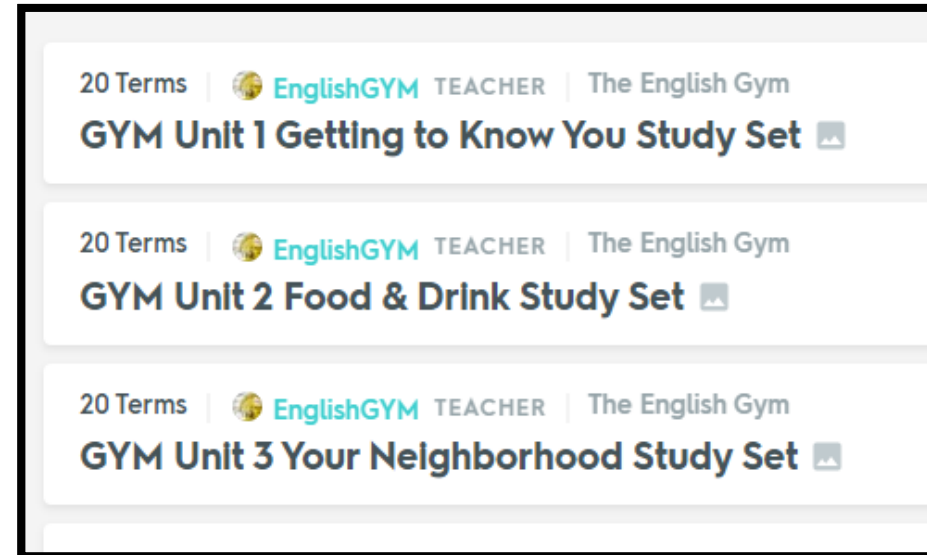 20 Terms EnglishGYM TEACHER The English Gym
GYM Unit 1 Getting to Know You Study Set
20 Terms EnglishGYM TEACHER The English Gym
GYM Unit 2 Food & Drink Study Set
20 Terms EnglishGYM TEACHER The English Gym
GYM Unit 3 Your Neighborhood Study Set